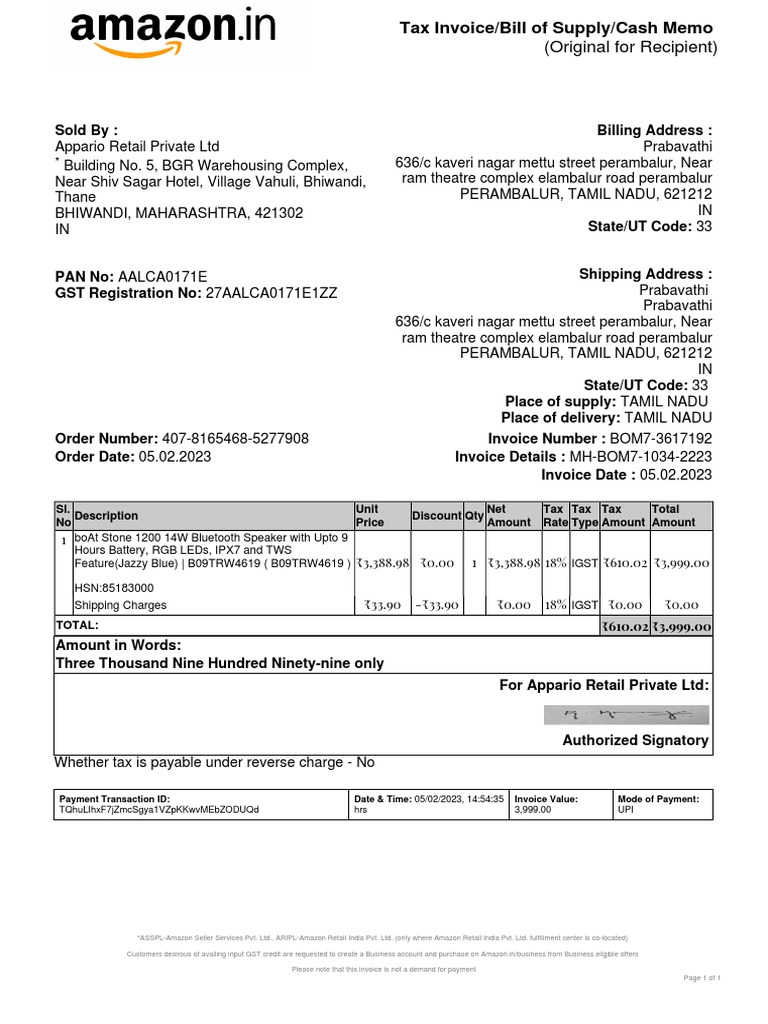 amazon.in
Tax Invoice/Bill of Supply/Cash Memo
(Original for Recipient)
Sold By :
Appario Retail Private Ltd
* Building No. 5, BGR Warehousing Complex,
Near Shiv Sagar Hotel, Village Vahuli, Bhiwandi,
Thane
BHIWANDI, MAHARASHTRA, 421302
IN
Billing Address :
Prabavathi
636/c kaveri nagar mettu street perambalur, Near
ram theatre complex elambalur road perambalur
PERAMBALUR, TAMIL NADU, 621212
IN
State/UT Code: 33
PAN No: AALCA0171E
GST Registration No: 27AALCA0171E1ZZ
Shipping Address :
Prabavathi
Prabavathi
636/c kaveri nagar mettu street perambalur, Near
ram theatre complex elambalur road perambalur
PERAMBALUR, TAMIL NADU, 621212
IN
State/UT Code: 33
Place of supply: TAMIL NADU
Place of delivery: TAMIL NADU
Order Number: 407-8165468-5277908
Order Date: 05.02.2023
Invoice Number : BOM7-3617192
Invoice Details : MH-BOM7-1034-2223
Invoice Date : 05.02.2023
Sl. No Description Unit Price Discount Qty Net Amount Tax Rate Tax Type Tax Amount Total Amount
1 boAt Stone 1200 14W Bluetooth Speaker with Upto 9
Hours Battery, RGB LEDs, IPX7 and TWS
Feature(Jazzy Blue) | B09TRW4619 ( B09TRW4619 ) ₹3,388.98 ₹0.00 1 ₹3,388.98 18% IGST ₹610.02 ₹3,999.00
HSN:85183000
Shipping Charges ₹33.90 -₹33.90 ₹0.00 18% IGST ₹0.00 ₹0.00
TOTAL: ₹610.02 ₹3,999.00
Amount in Words:
Three Thousand Nine Hundred Ninety-nine only
For Appario Retail Private Ltd:
Authorized Signatory
Whether tax is payable under reverse charge - No
Payment Transaction ID:
TQhuLIhxF7jZmcSgya1VZpKKwvMEbZODUQd
Date & Time: 05/02/2023, 14:54:35
hrs
Invoice Value:
3,999.00
Mode of Payment:
UPI
*ASSPL-Amazon Seller Services Pvt. Ltd., ARIPL-Amazon Retail India Pvt. Ltd. (only where Amazon Retail India Pvt. Ltd. fulfillment center is co-located)
Customers desirous of availing input GST credit are requested to create a Business account and purchase on Amazon.in/business from Business eligible offers
Please note that this invoice is not a demand for payment
Page 1 of 1